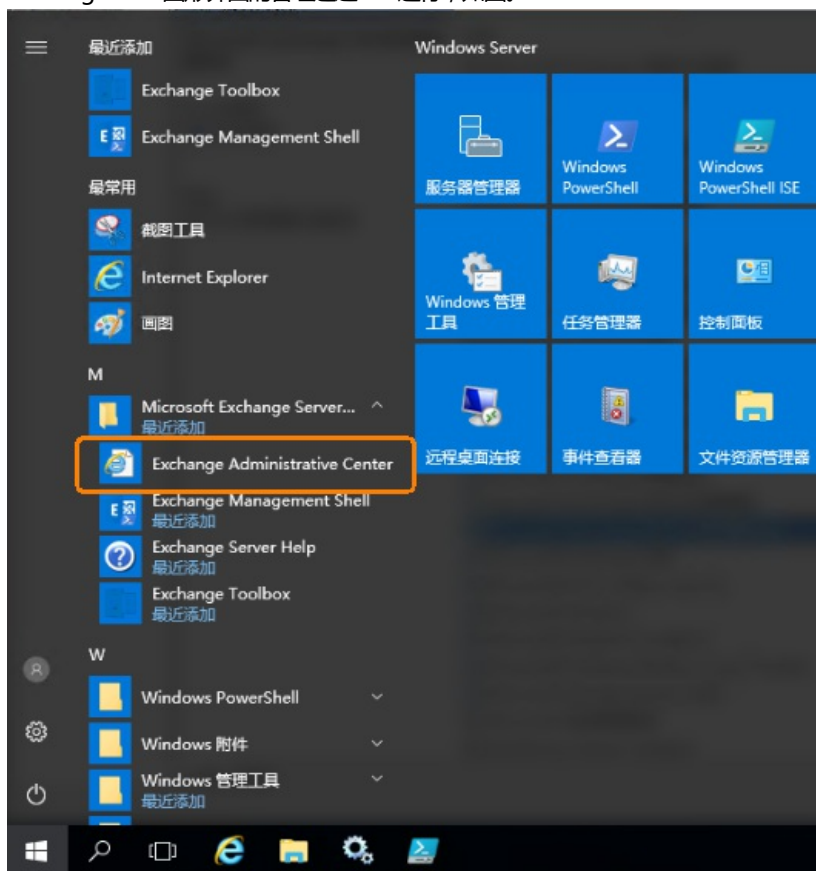 最近添加
Exchange Toolbox
Exchange Management Shell
最常用
截图工具
Internet Explorer
画图
M
Microsoft Exchange Server...
最近添加
Exchange Administrative Center
Exchange Management Shell
最近添加
Exchange Server Help
最近添加
Exchange Toolbox
最近添加
W
Windows PowerShell
Windows 附件
Windows 管理工具
最近添加
Windows Server
服务器管理器
Windows
PowerShell
Windows
PowerShell ISE
Windows 管理
工具
任务管理器
控制面板
远程桌面连接
事件查看器
文件资源管理器